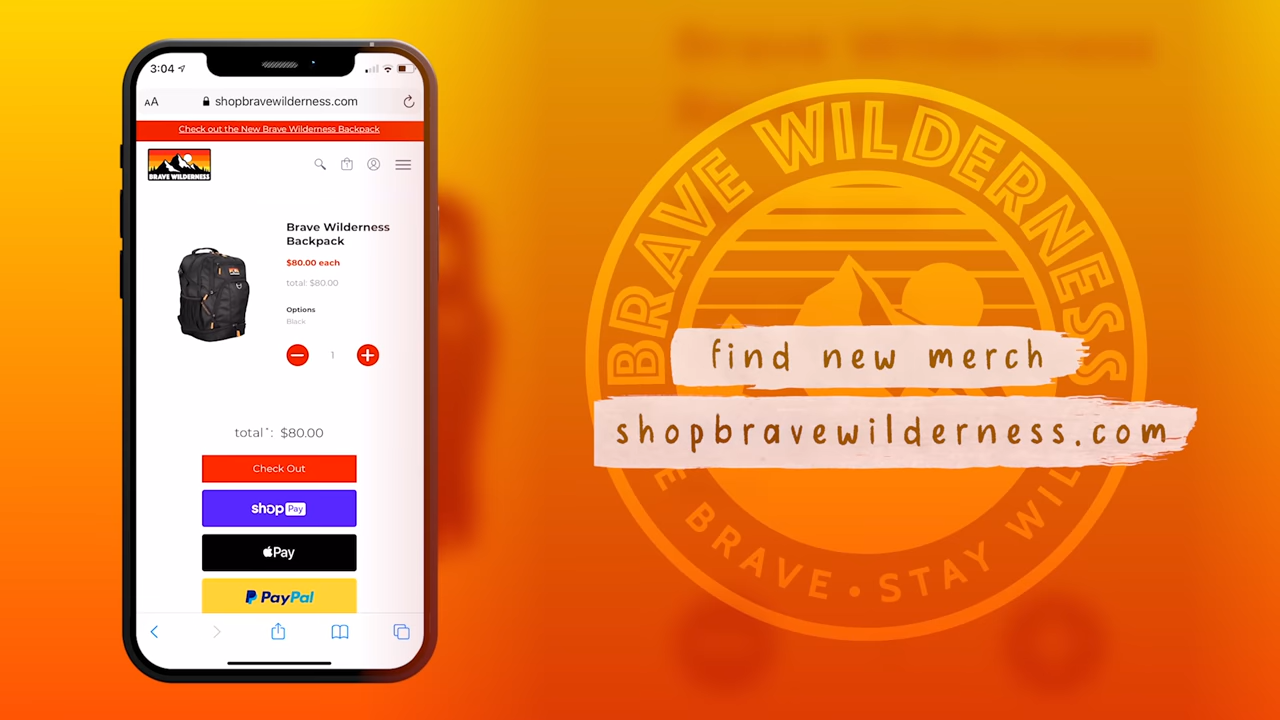 3:04
AA
shopbravewilderness.com
Check out the New Brave Wilderness Backpack
BRAVE WILDERNESS
Brave Wilderness
Backpack
$80.00 each
total: $80.00
Options
Black
1
total*: $80.00
Check Out
shop Pay
Pay
PayPal
BRAVE WILDERNESS
find new merch
shopbravewilderness.com
BRAVE • STAY WIL